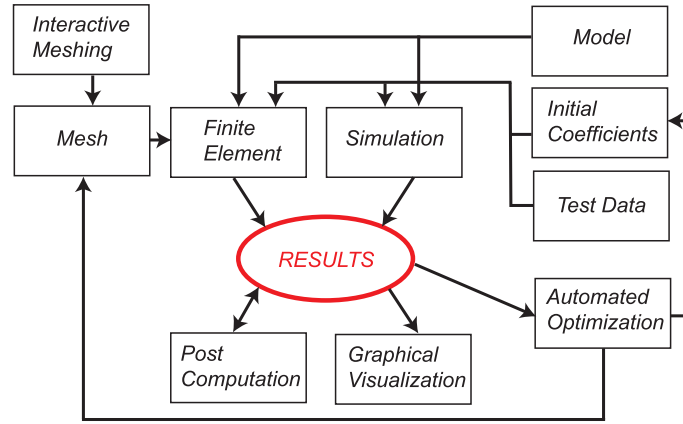 Interactive
Meshing
Model
Mesh
Finite
Element
Simulation
Initial
Coefficients
Test Data
RESULTS
Automated
Optimization
Post
Computation
Graphical
Visualization